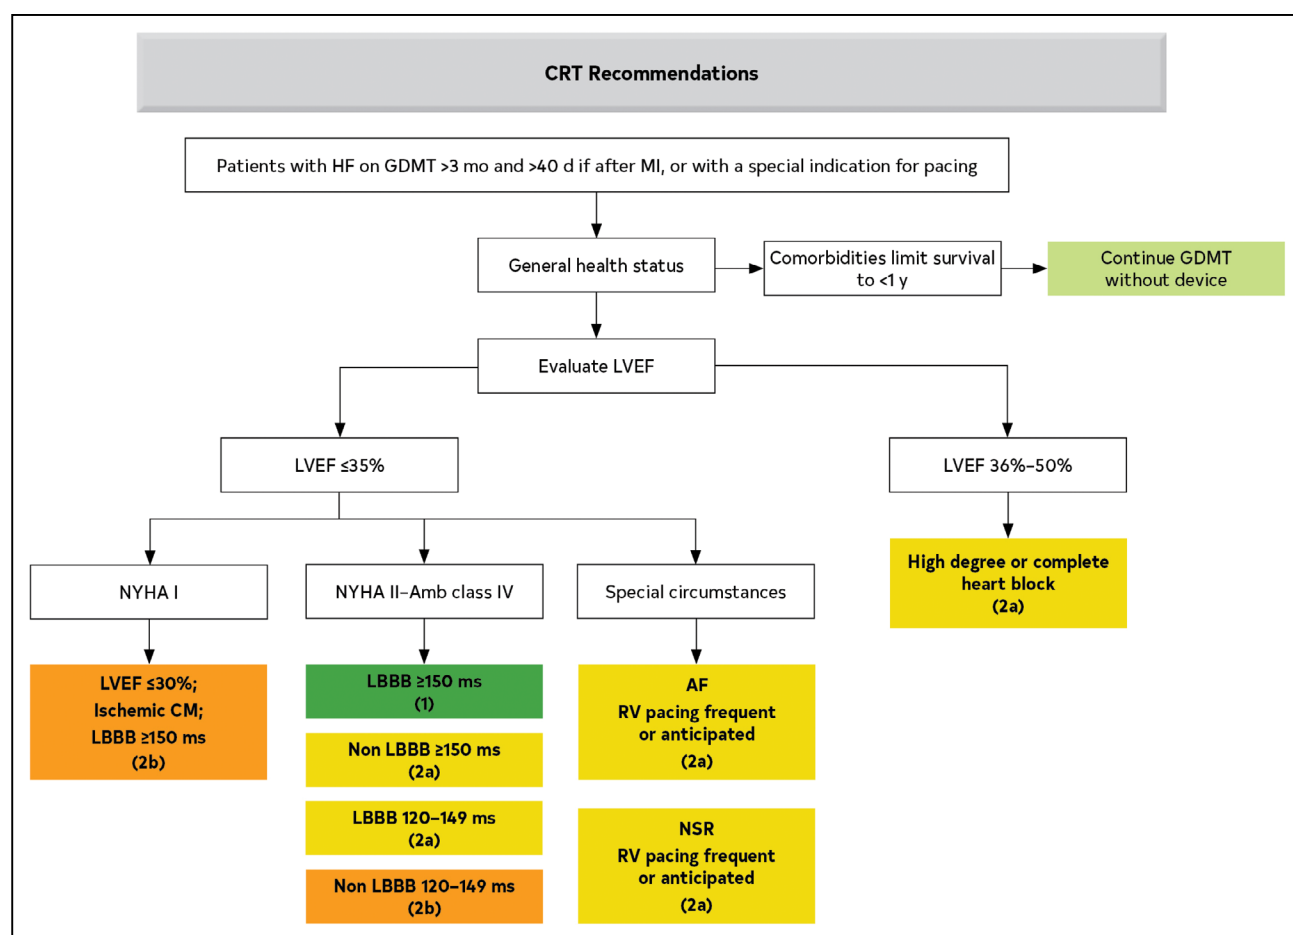 CRT Recommendations
Patients with HF on GDMT >3 mo and >40 d if after MI, or with a special indication for pacing
General health status
Comorbidities limit survival
to <1 y
Continue GDMT
without device
Evaluate LVEF
LVEF ≤35%
LVEF 36%–50%
NYHA I
NYHA II–Amb class IV
Special circumstances
High degree or complete
heart block
(2a)
LVEF ≤30%;
Ischemic CM;
LBBB ≥150 ms
(2b)
LBBB ≥150 ms
(1)
Non LBBB ≥150 ms
(2a)
LBBB 120–149 ms
(2a)
Non LBBB 120–149 ms
(2b)
AF
RV pacing frequent
or anticipated
(2a)
NSR
RV pacing frequent
or anticipated
(2a)